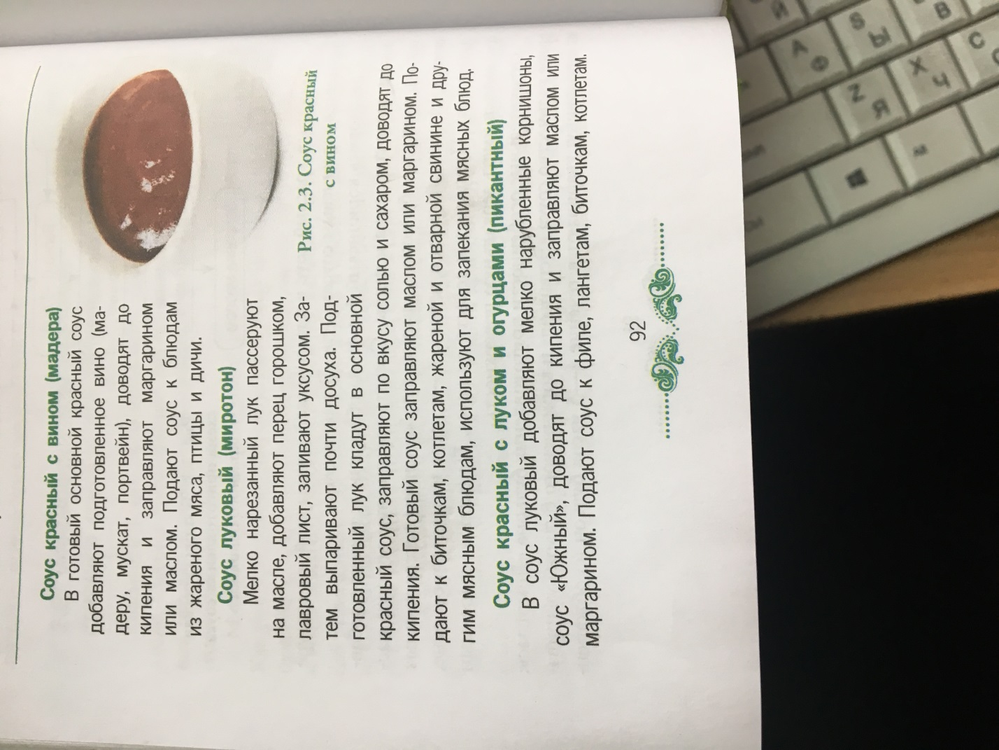 Соус красный с вином (мадера)
В готовый основной красный соус
добавляют подготовленное вино (ма-
деру, мускат, портвейн), доводят до
кипения и заправляют маргарином
или маслом. Подают соус к блюдам
из жареного мяса, птицы и дичи.
Рис. 2.3. Соус красный
с вином
Соус луковый (миротон)
Мелко нарезанный лук пассеруют
на масле, добавляют перец горошком,
лавровый лист, заливают уксусом. За-
тем выпаривают почти досуха. Под-
готовленный лук кладут в основной
красный соус, заправляют по вкусу солью и сахаром, доводят до
кипения. Готовый соус заправляют маслом или маргарином. По-
дают к биточкам, котлетам, жареной и отварной свинине и дру-
гим мясным блюдам, используют для запекания мясных блюд.
Соус красный с луком и огурцами (пикантный)
В соус луковый добавляют мелко нарубленные корнишоны,
соус «Южный», доводят до кипения и заправляют маслом или
маргарином. Подают соус к филе, лангетам, биточкам, котлетам.
92
Й
A Ф
S Ы
В
Z Я
X Ч
C
Alt